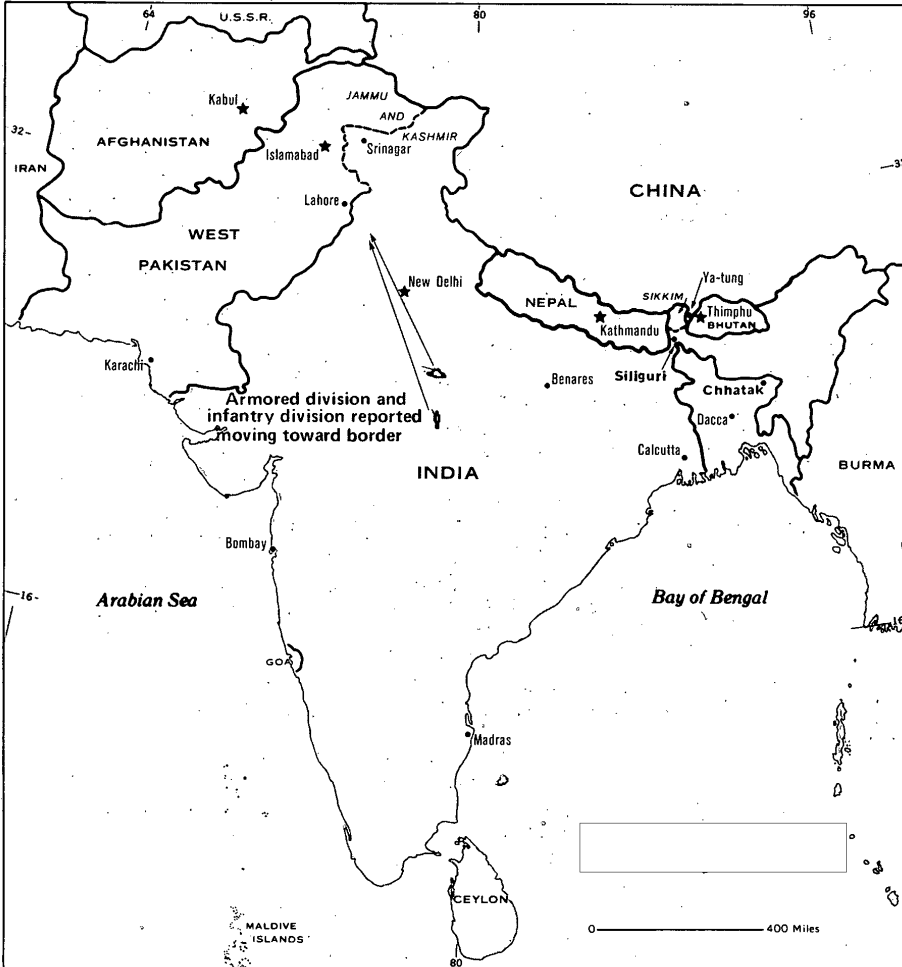 64
U.S.S.R.
80
96
Kabul
JAMMU
AND
KASHMIR
32
AFGHANISTAN
Islamabad
Srinagar
IRAN
CHINA
Lahore
WEST
PAKISTAN
Ya-tung
New Delhi
SIKKIM
NEPAL
Thimphu
Kathmandu
BHUTAN
Karachi
Siliguri
Benares
Chhatak
Armored division and
infantry division reported
moving toward border
Dacca
Calcutta
INDIA
BURMA
Bombay
16
Arabian Sea
Bay of Bengal
16
GOA
Madras
CEYLON
0 400 Miles
MALDIVE
ISLANDS
80